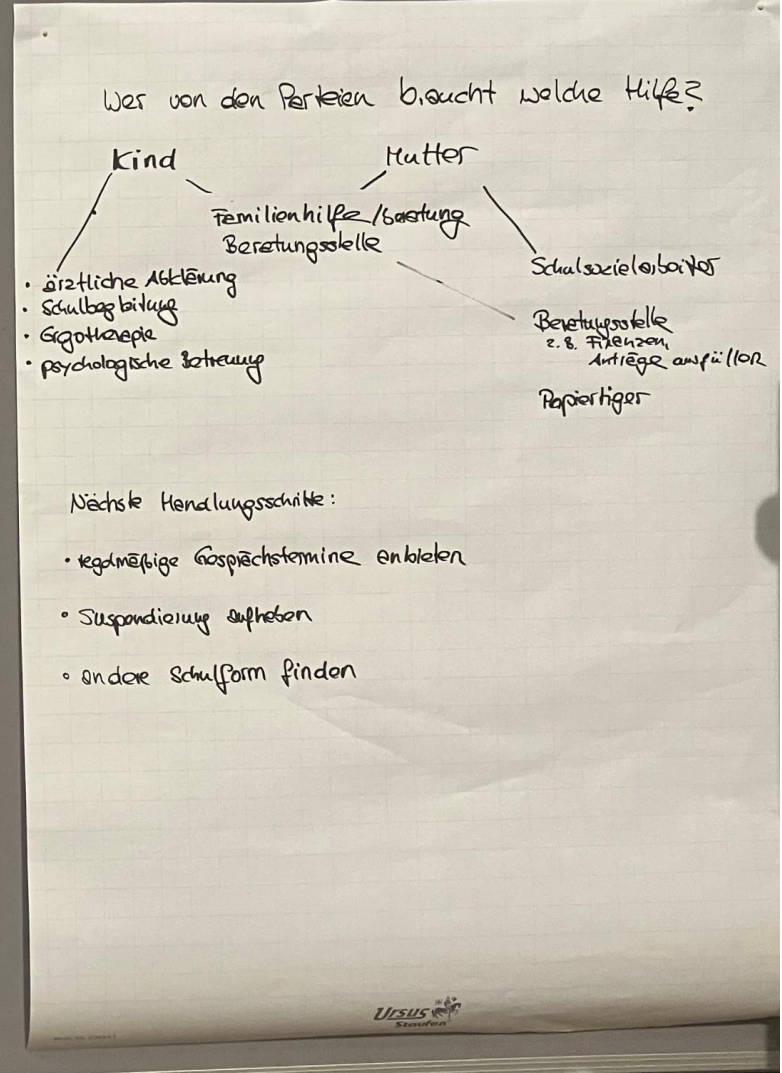 Wer von den Parteien braucht welche Hilfe?
Kind
Mutter
Familienhilfe/beratung
Beratungsstelle
• ärztliche Abklärung
• Schulbegleitung
• Ergotherapie
• psychologische Betreuung
Schulsozialarbeiter
Beratungsstelle
z.B. Finanzen,
Anträge ausfüllen
Papiertiger
Nächste Handlungsschritte:
• regelmäßige Gesprächstermine anbieten
• Suspendierung aufheben
• andere Schulform finden
Ursus
Staufen